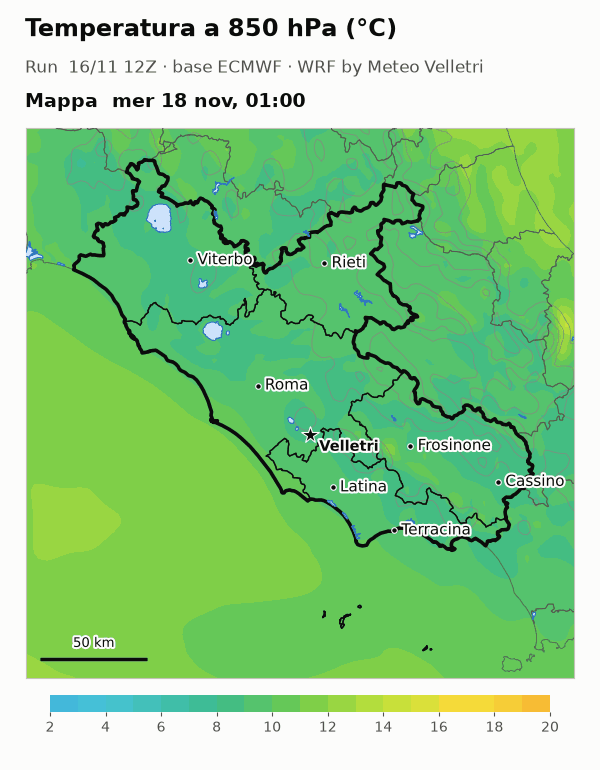 Temperatura a 850 hPa (°C)
Run  16/11 12Z · base ECMWF · WRF by Meteo Velletri
Mappa  mer 18 nov, 01:00
Viterbo
Rieti
Roma
Velletri
Frosinone
Cassino
Latina
Terracina
50 km
2 4 6 8 10 12 14 16 18 20